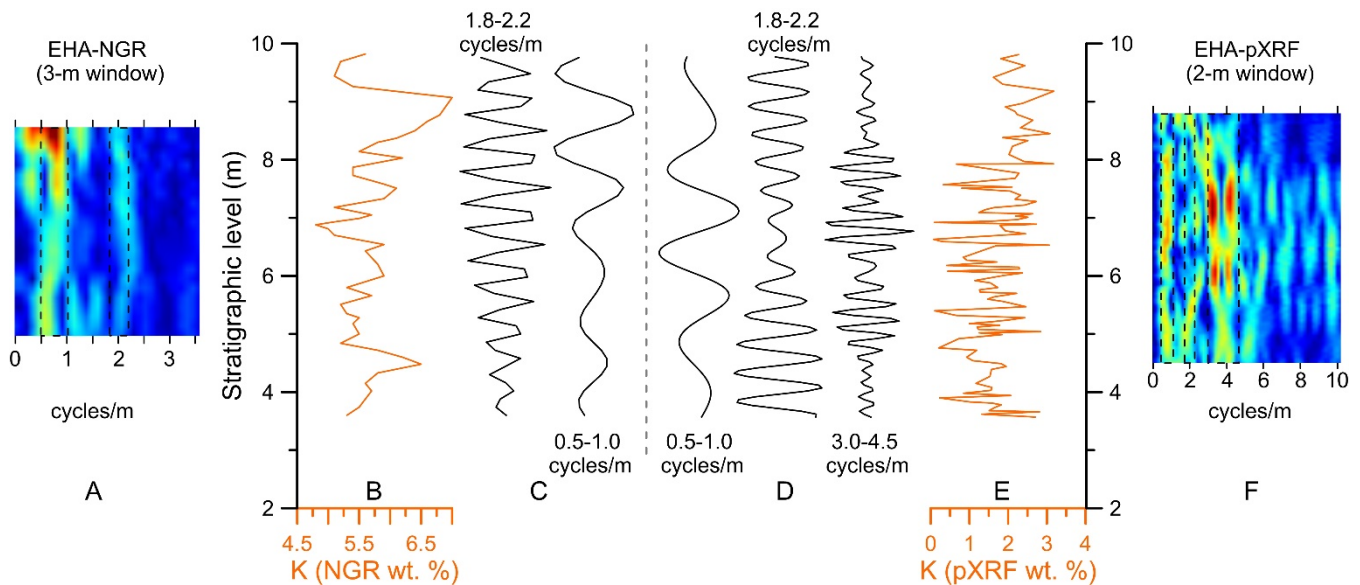 1.8-2.2
cycles/m
1.8-2.2
cycles/m
EHA-NGR
(3-m window)
EHA-pXRF
(2-m window)
10
8
6
4
2
Stratigraphic level (m)
10
8
6
4
2
0 1 2 3
cycles/m
0 2 4 6 8 10
cycles/m
0.5-1.0
cycles/m
0.5-1.0
cycles/m
3.0-4.5
cycles/m
A B C D E F
4.5 5.5 6.5
K (NGR wt. %)
0 1 2 3 4
K (pXRF wt. %)